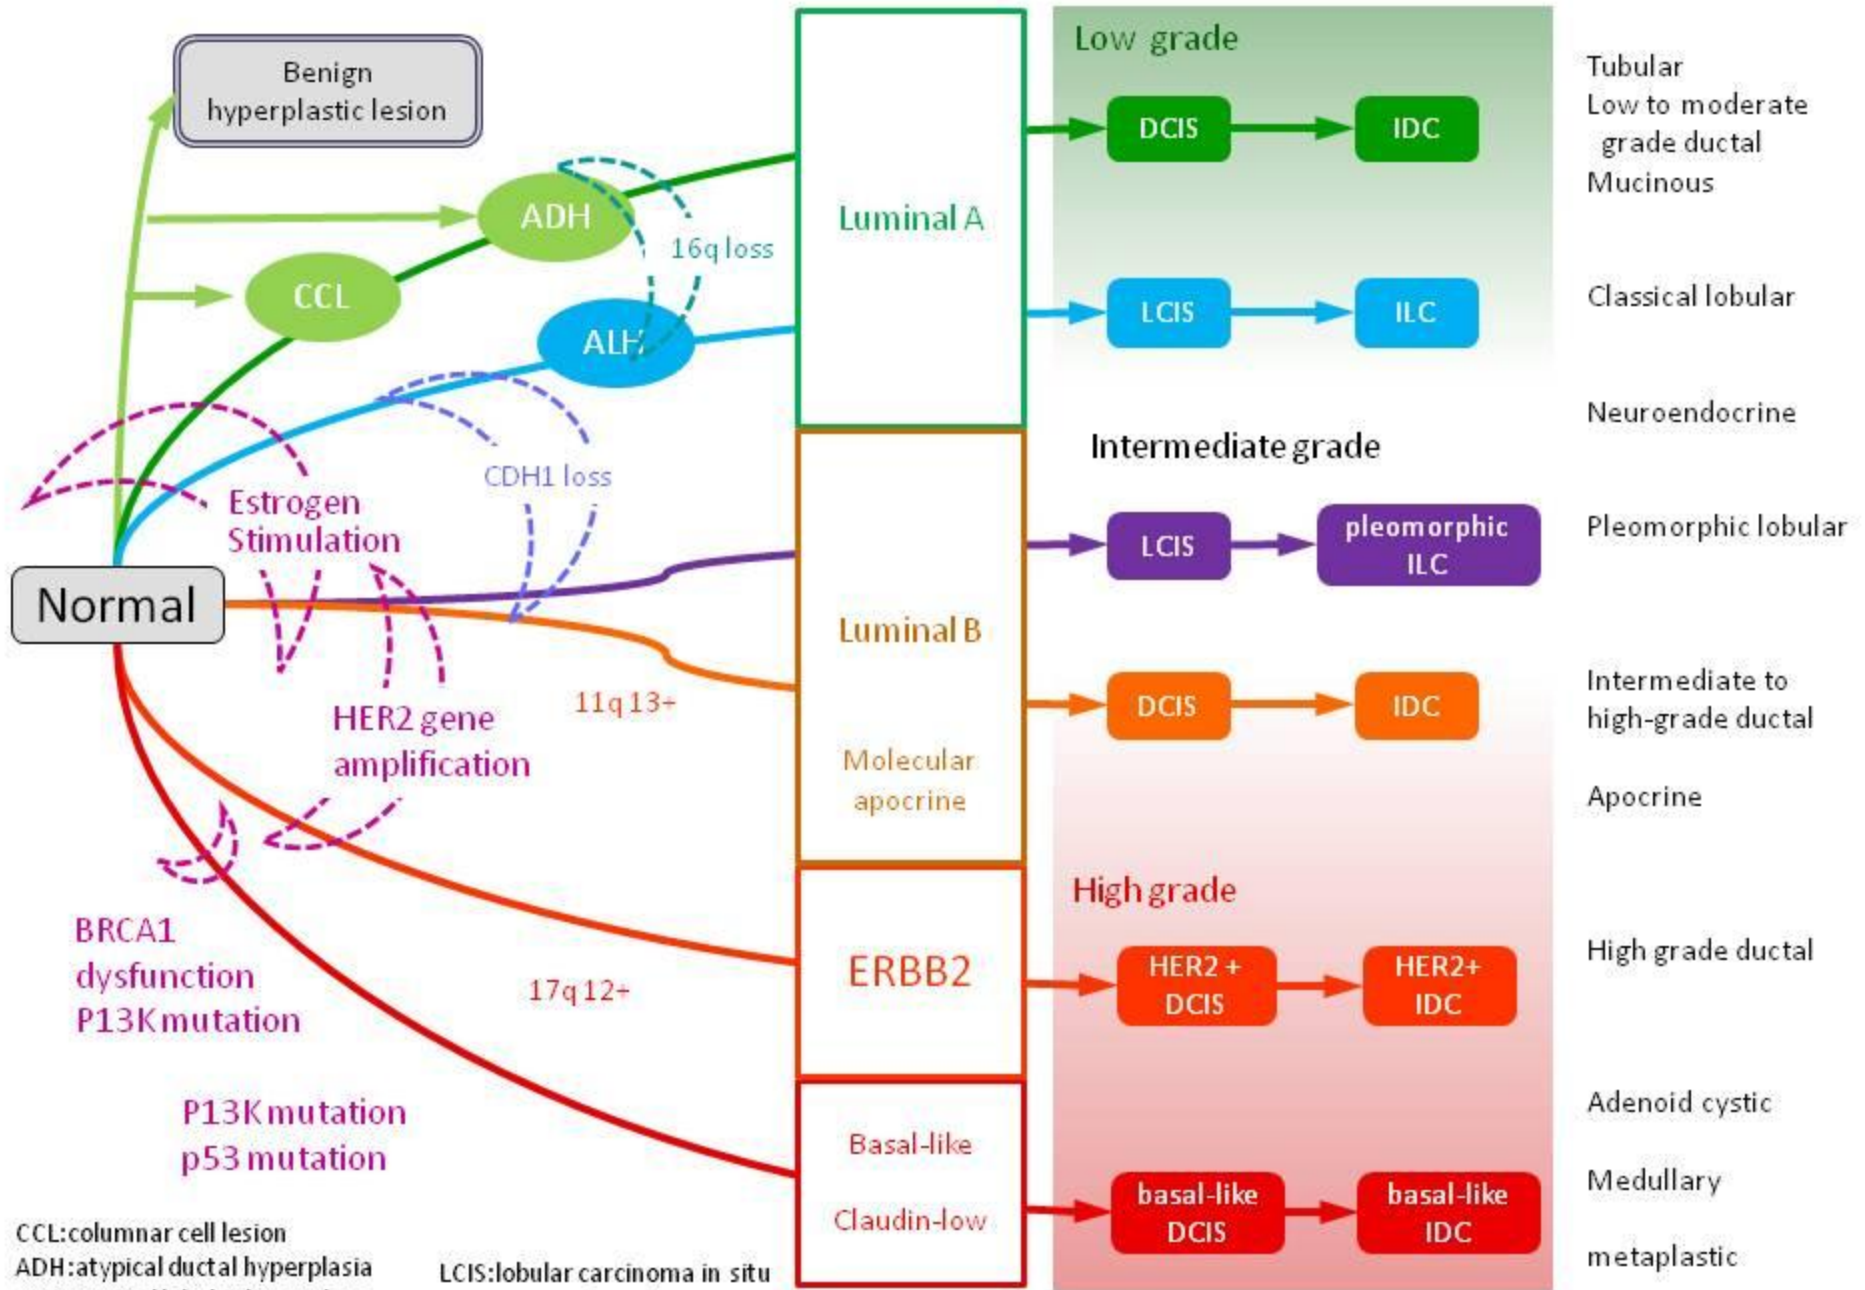 Benign
hyperplastic lesion
ADH
CCL
ALH
16q loss
CDH1 loss
Estrogen
Stimulation
Normal
11q 13+
HER2 gene
amplification
BRCA1
dysfunction
P13K mutation
17q 12+
P13K mutation
p53 mutation
CCL:columnar cell lesion
ADH:atypical ductal hyperplasia
LCIS:lobular carcinoma in situ
Luminal A
Luminal B
Molecular
apocrine
ERBB2
Basal-like
Claudin-low
Low grade
DCIS
IDC
LCIS
ILC
Intermediate grade
LCIS
pleomorphic
ILC
DCIS
IDC
High grade
HER2 +
DCIS
HER2+
IDC
basal-like
DCIS
basal-like
IDC
Tubular
Low to moderate
grade ductal
Mucinous
Classical lobular
Neuroendocrine
Pleomorphic lobular
Intermediate to
high-grade ductal
Apocrine
High grade ductal
Adenoid cystic
Medullary
metaplastic